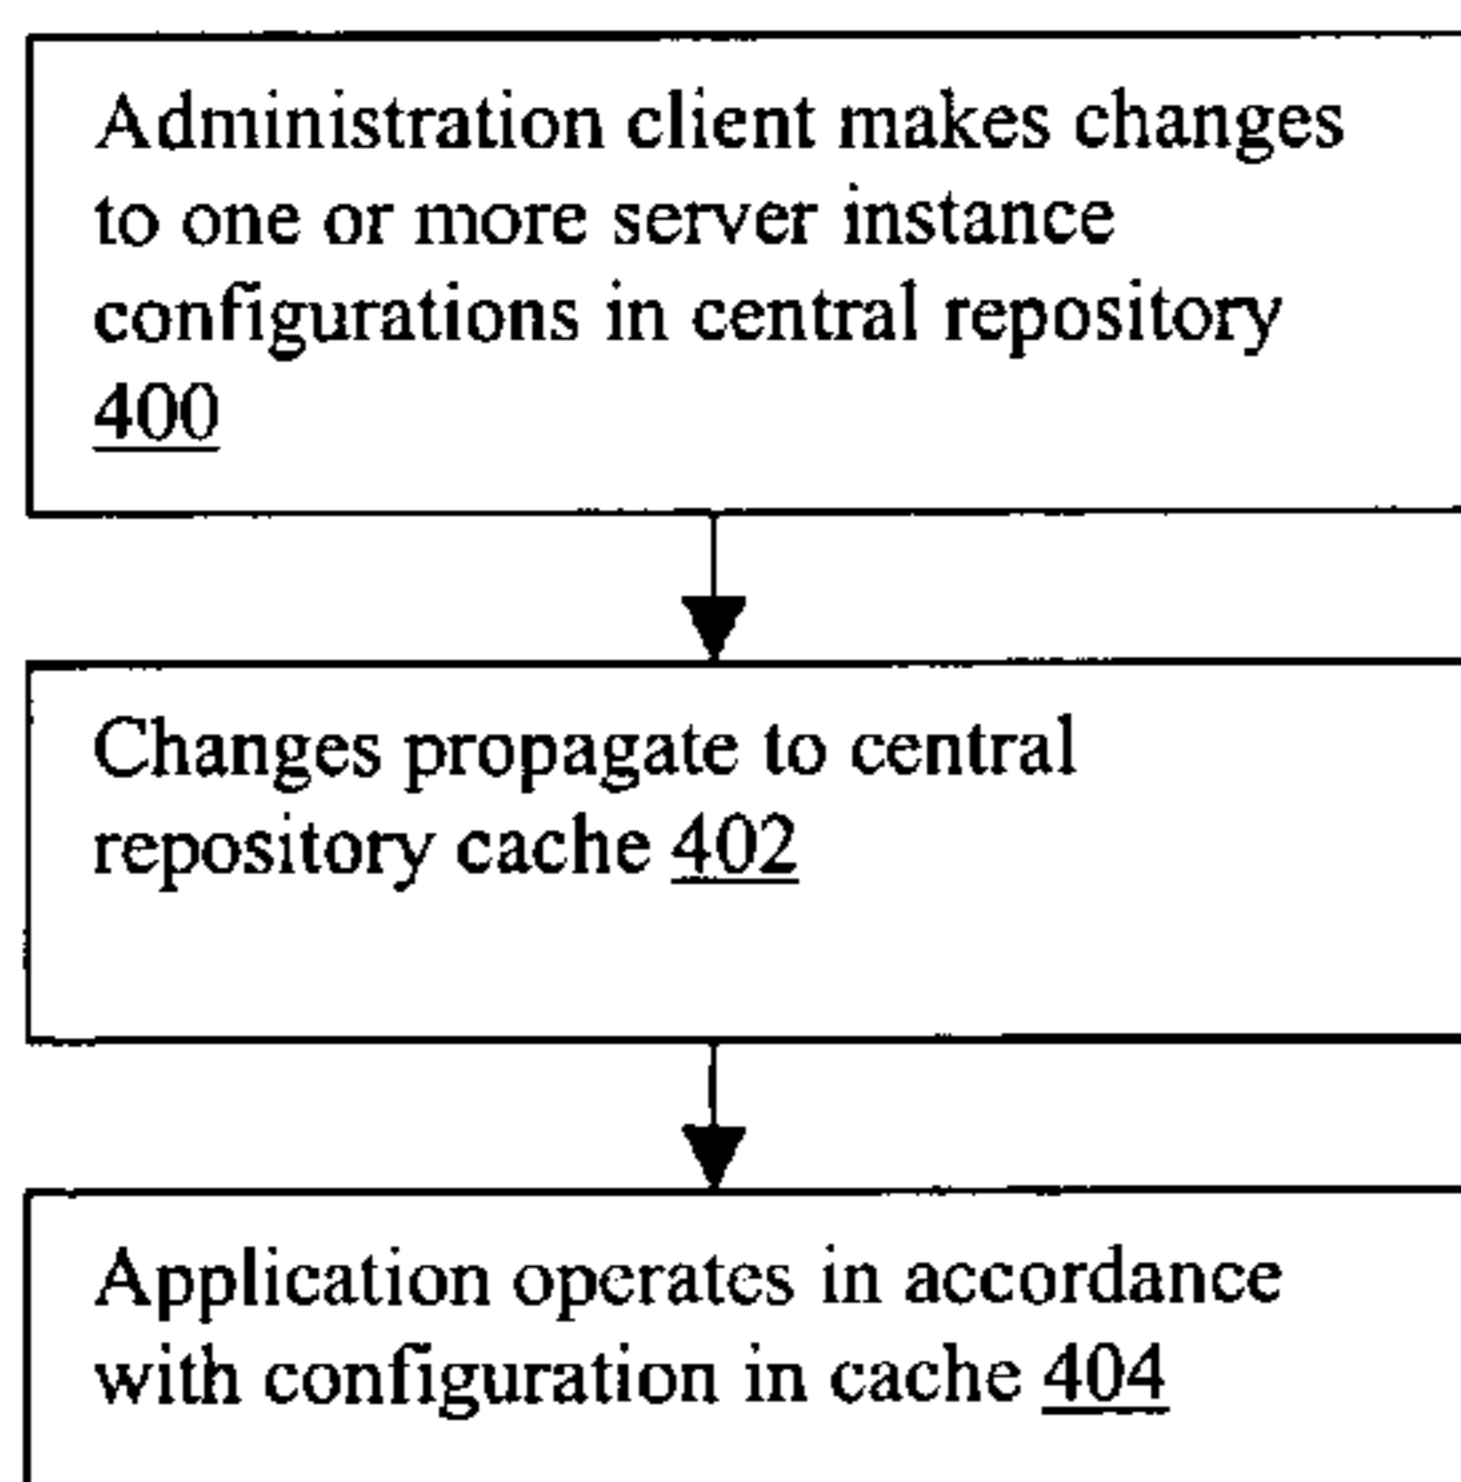 Administration client makes changes
to one or more server instance
configurations in central repository
400
Changes propagate to central
repository cache 402
Application operates in accordance
with configuration in cache 404